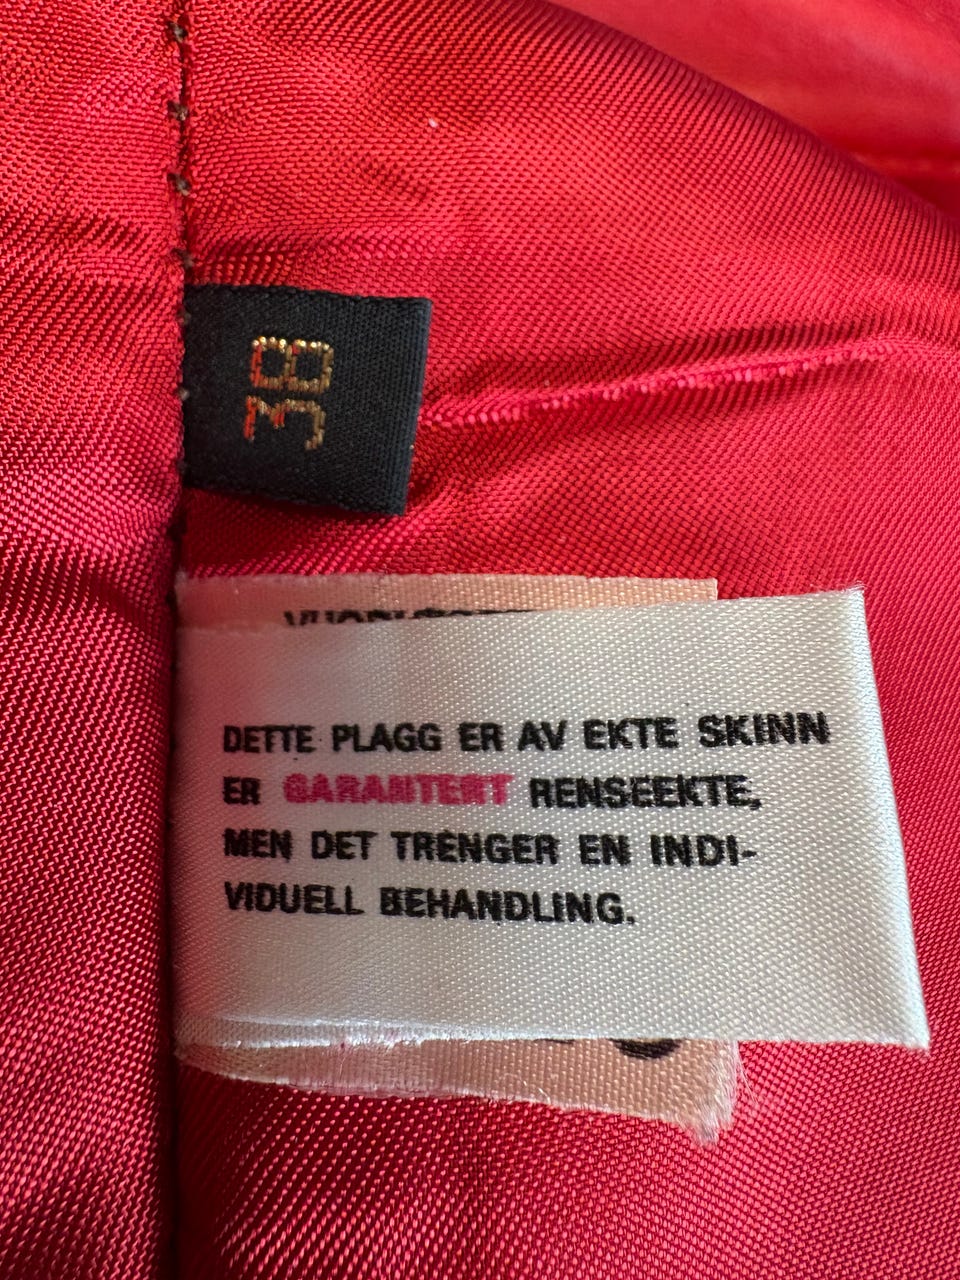 38
DETTE PLAGG ER AV EKTE SKINN
ER GARANTERT RENSEEKTE,
MEN DET TRENGER EN INDI-
VIDUELL BEHANDLING.